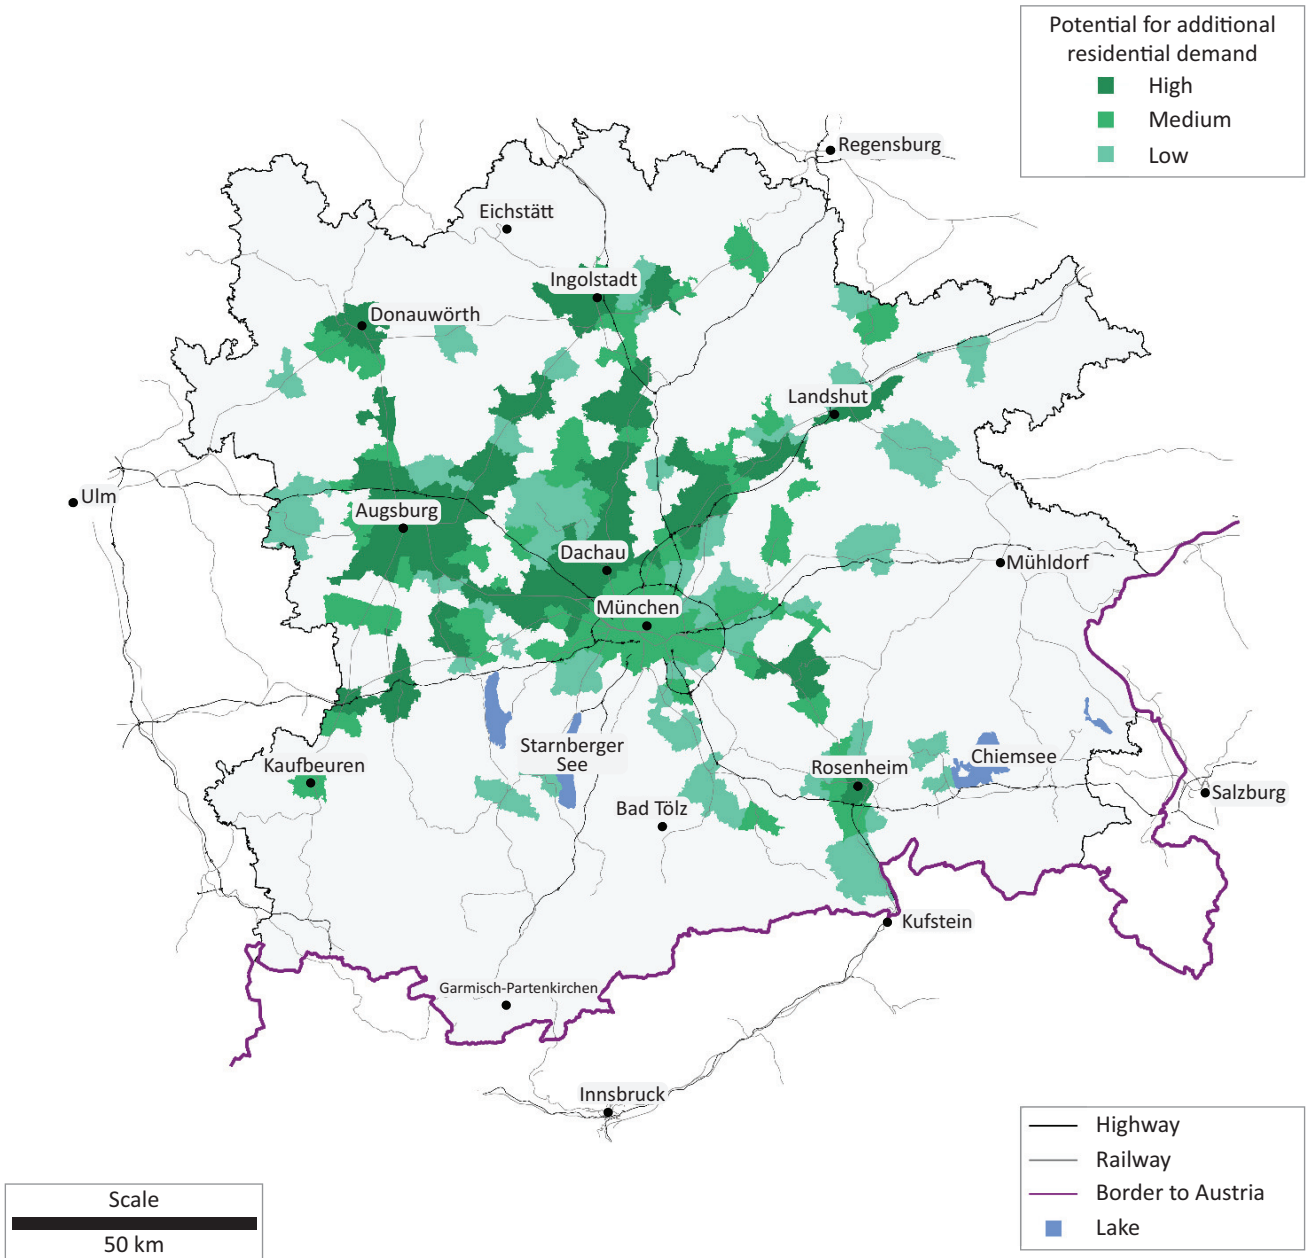 Potential for additional
residential demand
High
Medium
Low
Regensburg
Eichstätt
Ingolstadt
Donauwörth
Landshut
Ulm
Augsburg
Dachau
Mühldorf
München
Starnberger
See
Chiemsee
Kaufbeuren
Rosenheim
Salzburg
Bad Tölz
Kufstein
Garmisch-Partenkirchen
Innsbruck
Highway
Railway
Border to Austria
Lake
Scale
50 km